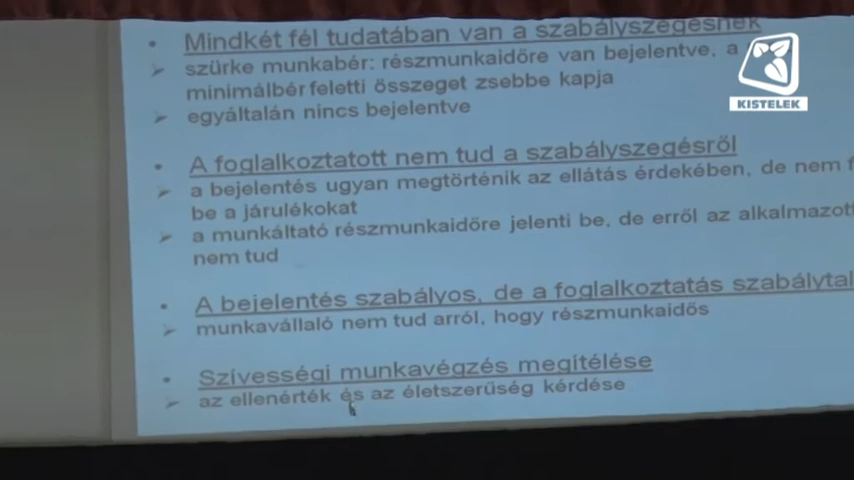 Mindkét fél tudatában van a szabályszegésnek
szürke munkabér: részmunkaidőre van bejelentve, a
minimálbér feletti összeget zsebbe kapja
egyáltalán nincs bejelentve
A foglalkoztatott nem tud a szabályszegésről
a bejelentés ugyan megtörténik az ellátás érdekében, de nem
be a járulékokat
a munkáltató részmunkaidőre jelenti be, de erről az alkalmazott
nem tud
A bejelentés szabályos, de a foglalkoztatás
munkavállaló nem tud arról, hogy részmunkaidős
Szívességi munkavégzés megítélése
az ellenérték és az életszerűség kérdése
KISTELEK